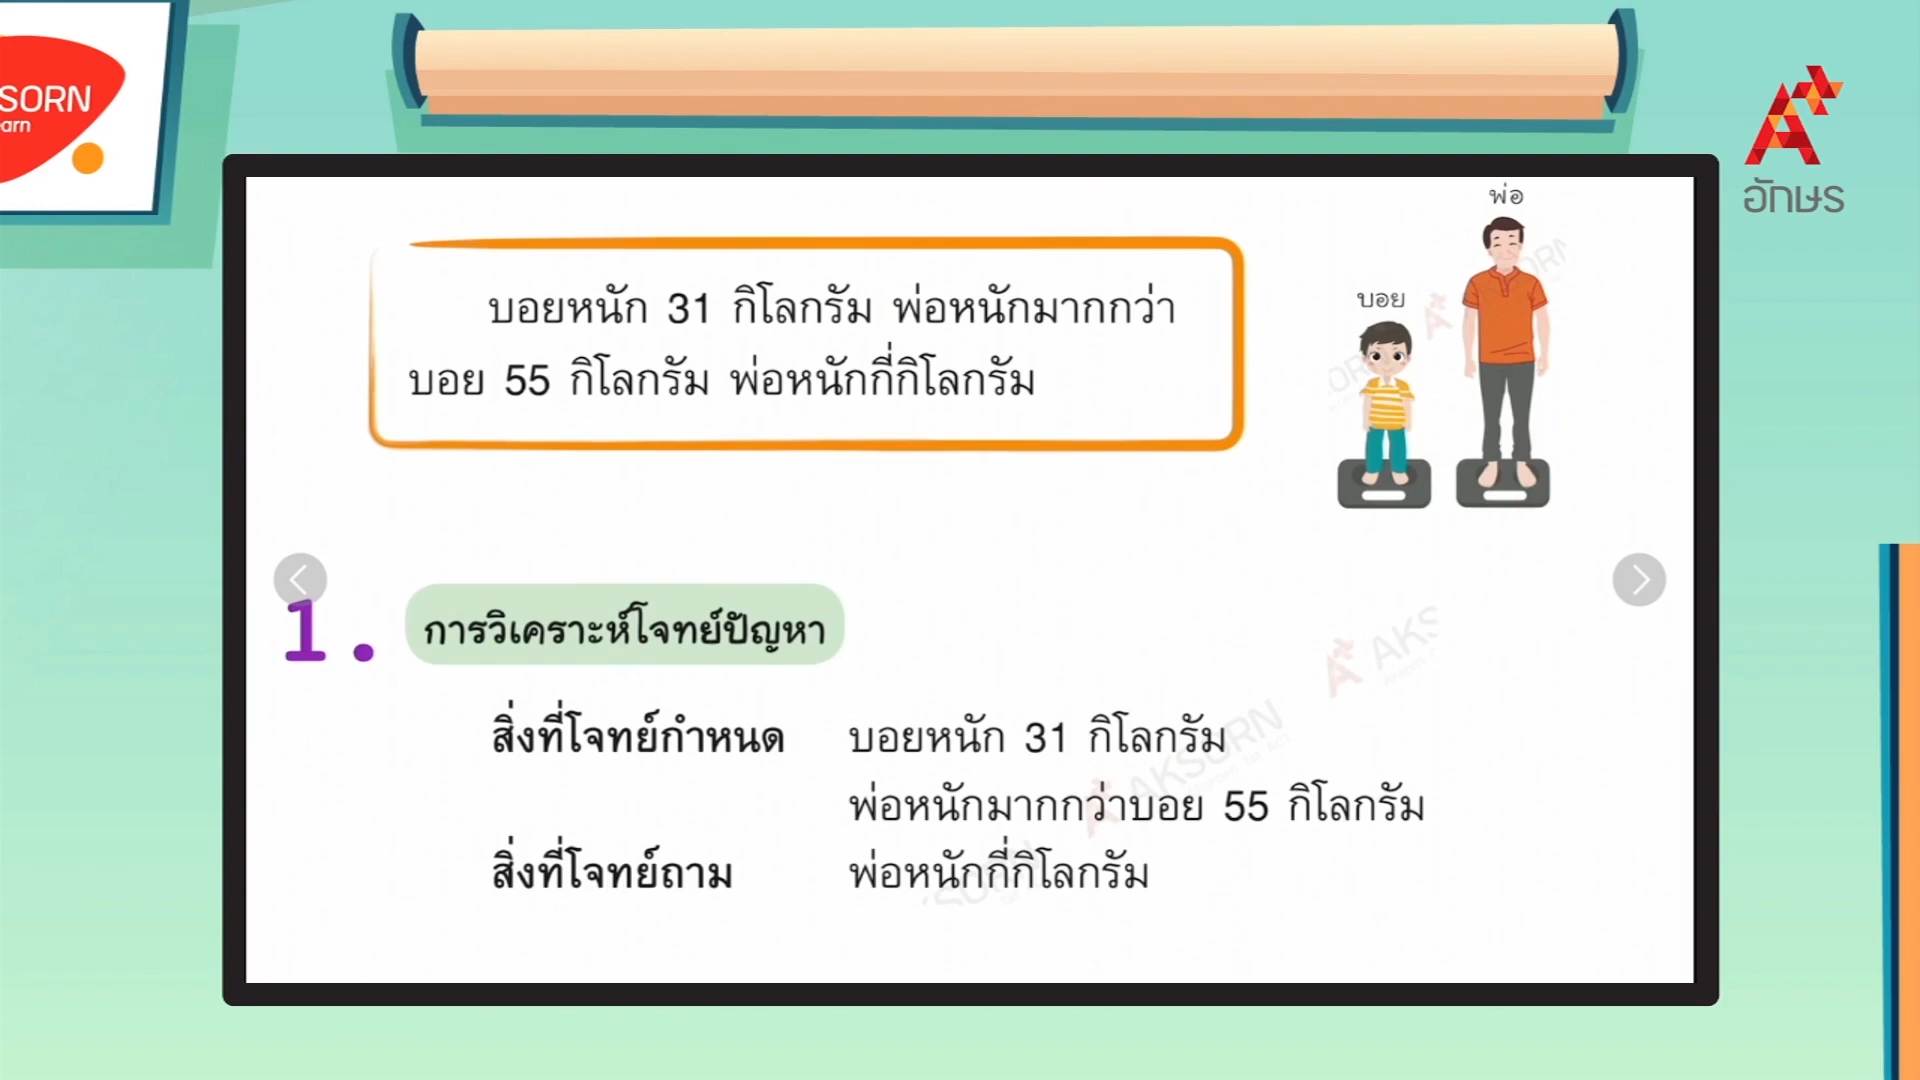 SORN
arn
อักษร
พ่อ
บอย
บอยหนัก 31 กิโลกรัม พ่อหนักมากกว่า
บอย 55 กิโลกรัม พ่อหนักกี่กิโลกรัม
1.
การวิเคราะห์โจทย์ปัญหา
สิ่งที่โจทย์กำหนด บอยหนัก 31 กิโลกรัม
พ่อหนักมากกว่าบอย 55 กิโลกรัม
สิ่งที่โจทย์ถาม พ่อหนักกี่กิโลกรัม
AKSORN